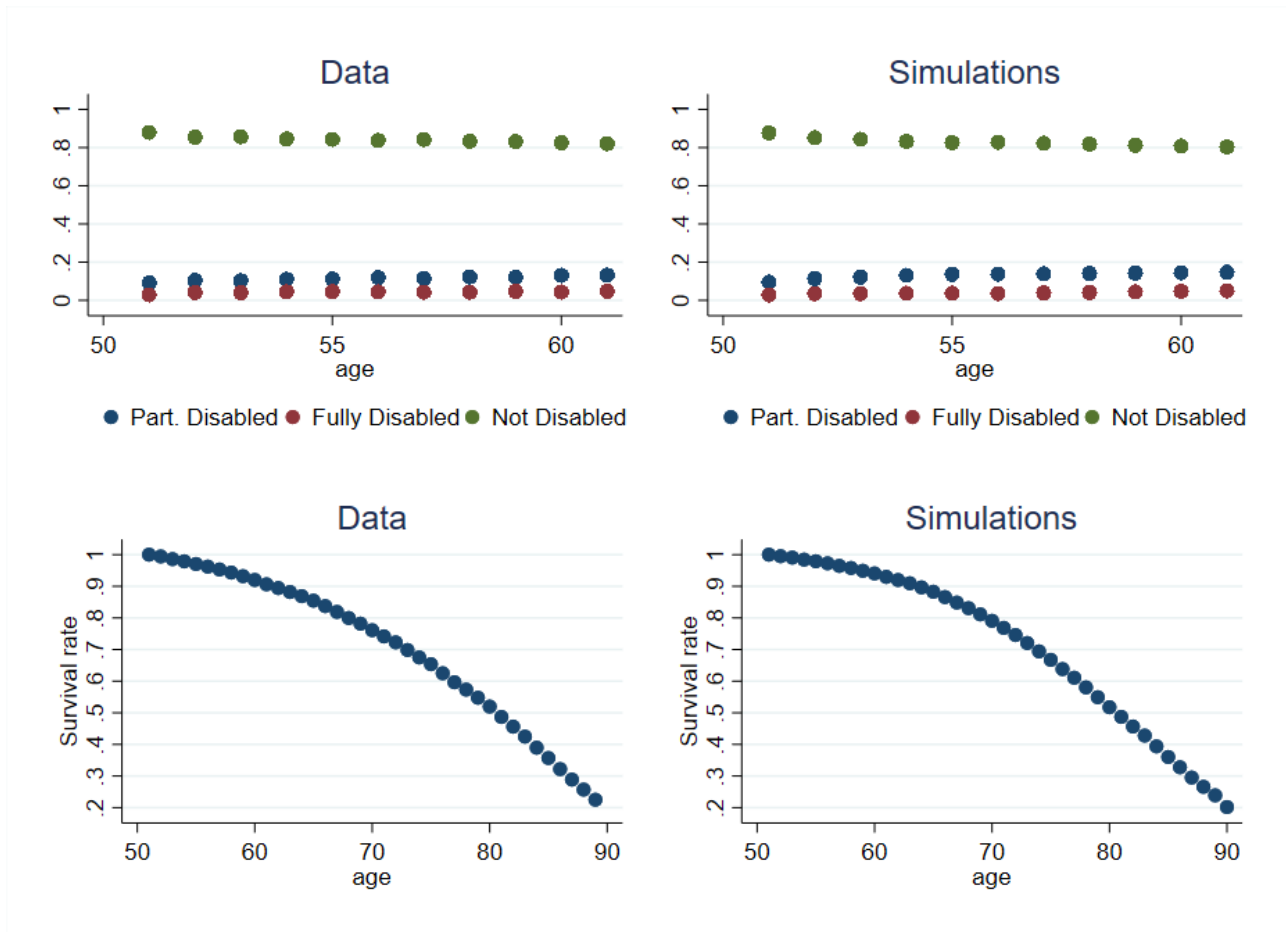 Data
1
.8
.6
.4
.2
0
50 55 60
age
Part. Disabled Fully Disabled Not Disabled
Simulations
1
.8
.6
.4
.2
0
50 55 60
age
Part. Disabled Fully Disabled Not Disabled
Data
Survival rate
1
.9
.8
.7
.6
.5
.4
.3
.2
50 60 70 80 90
age
Simulations
Survival rate
1
.9
.8
.7
.6
.5
.4
.3
.2
50 60 70 80 90
age